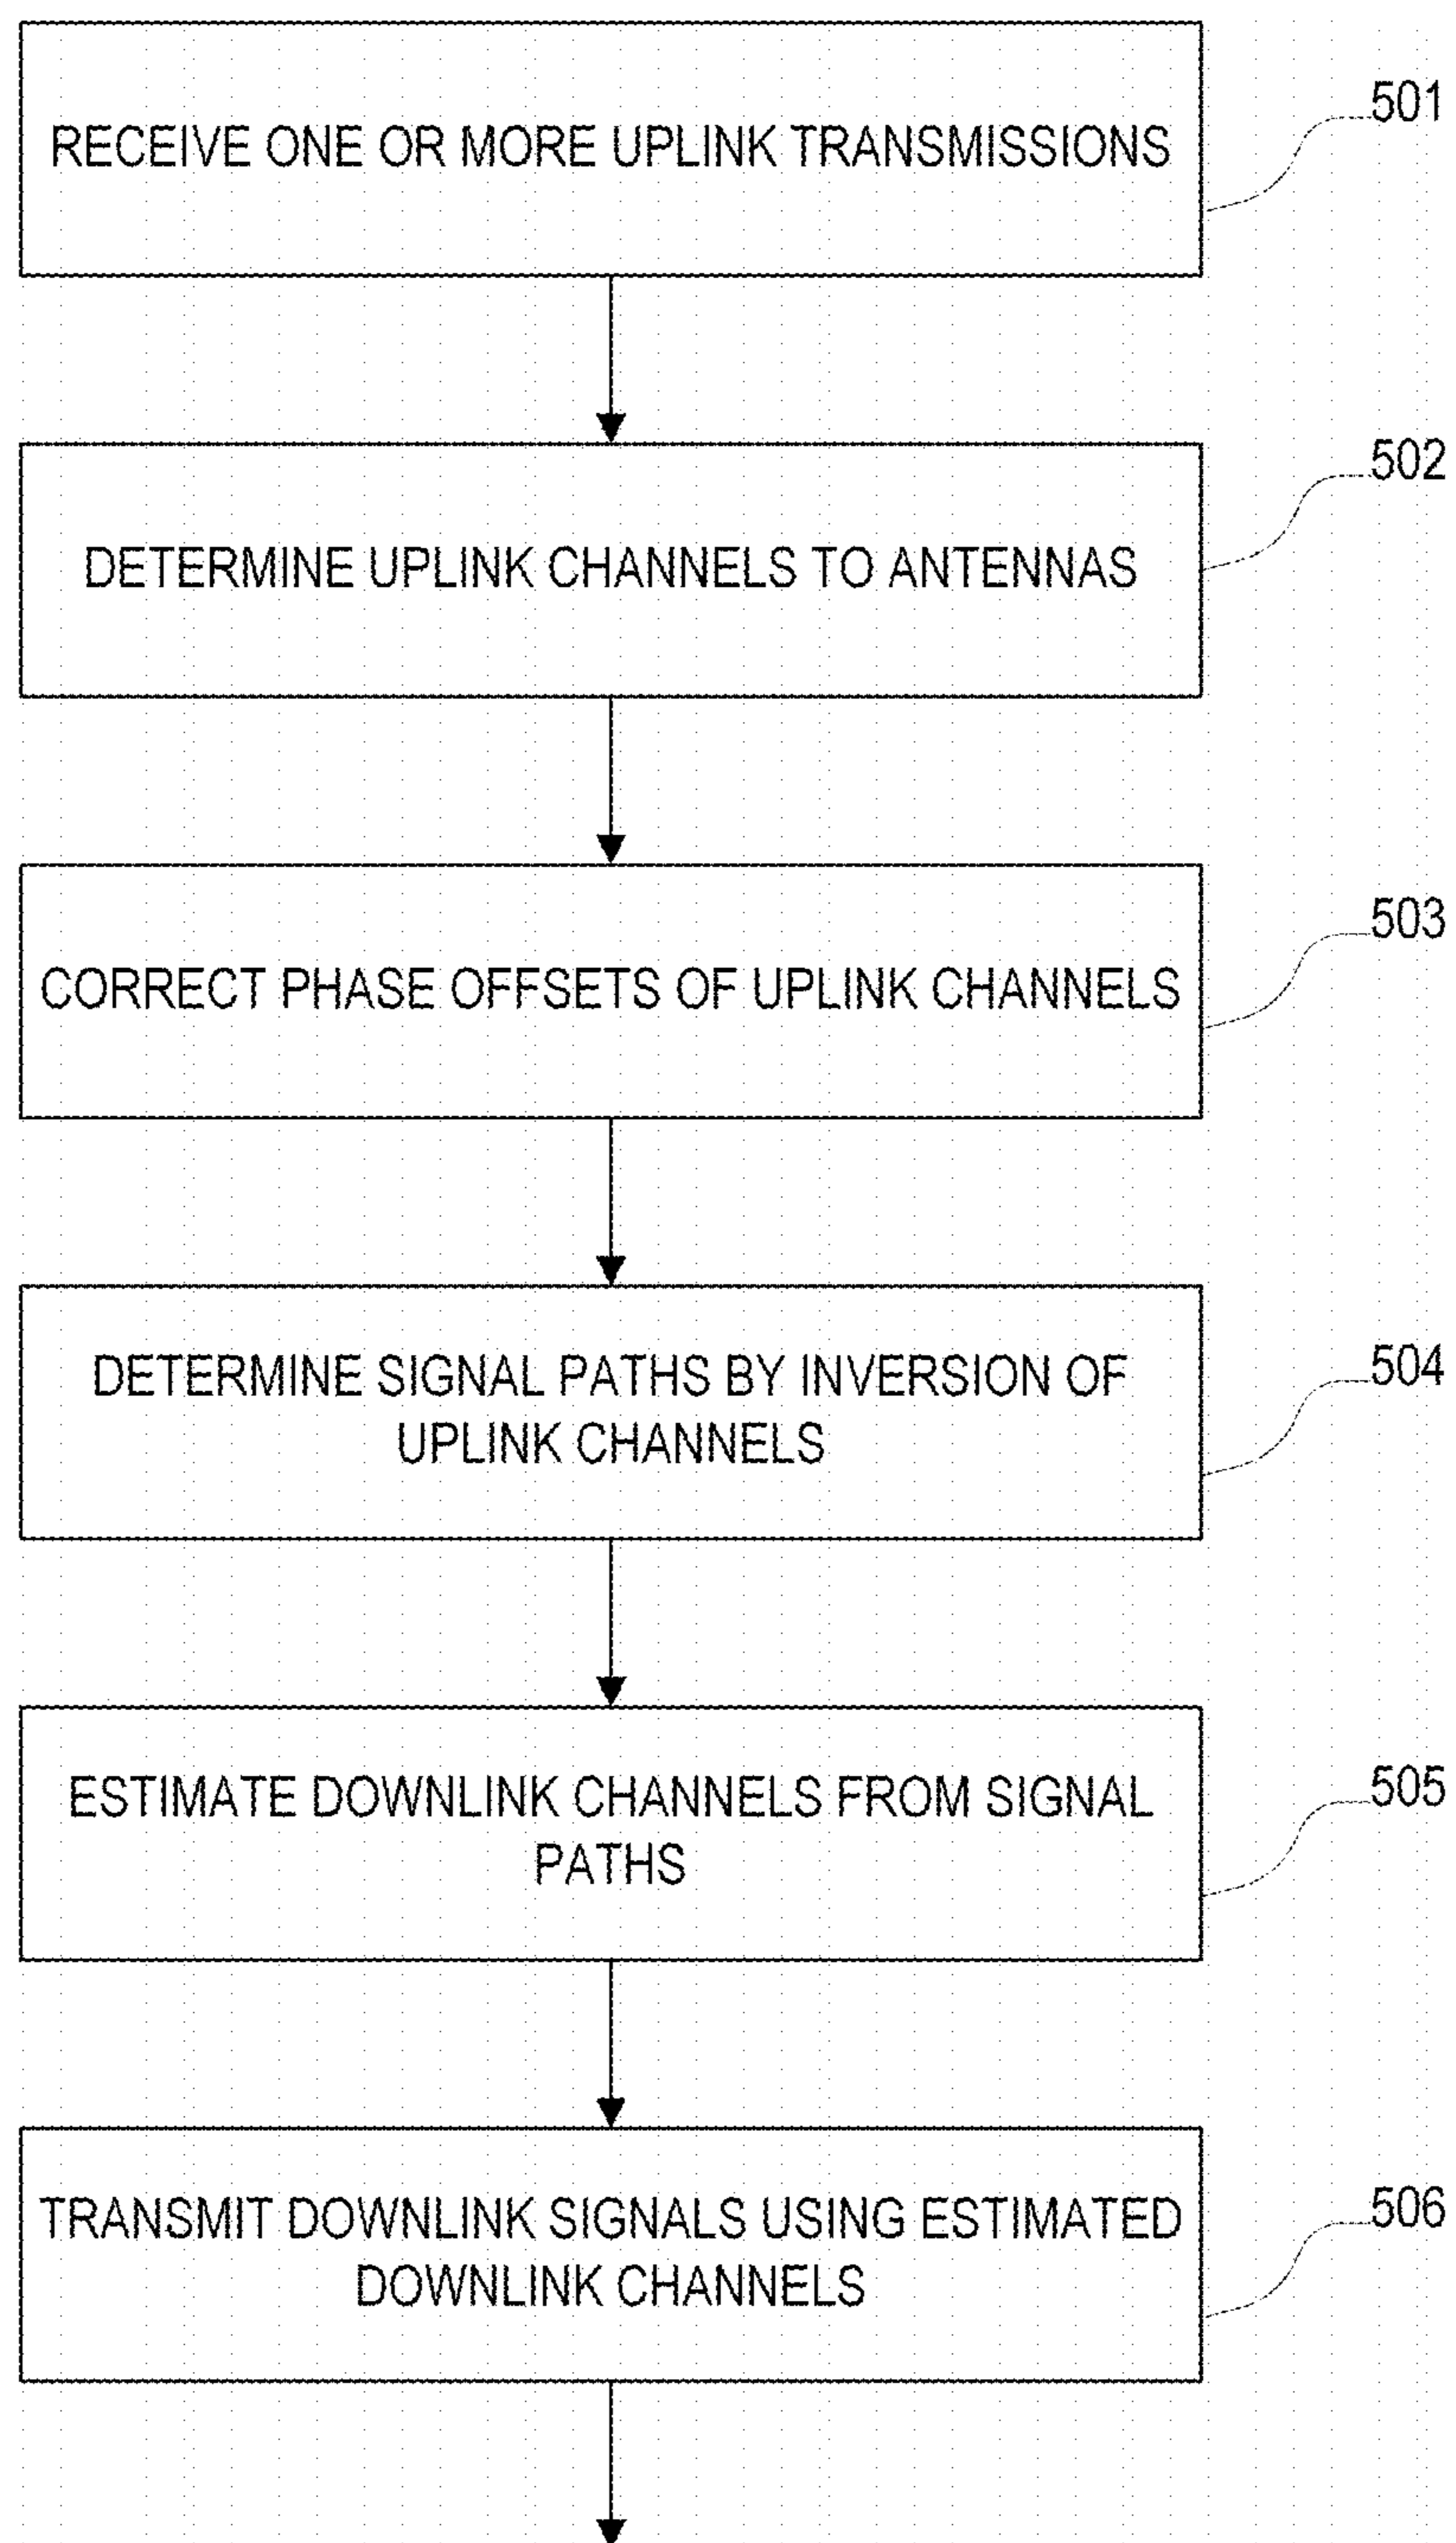 RECEIVE ONE OR MORE UPLINK TRANSMISSIONS
501
DETERMINE UPLINK CHANNELS TO ANTENNAS
502
CORRECT PHASE OFFSETS OF UPLINK CHANNELS
503
DETERMINE SIGNAL PATHS BY INVERSION OF
UPLINK CHANNELS
504
ESTIMATE DOWNLINK CHANNELS FROM SIGNAL
PATHS
505
TRANSMIT DOWNLINK SIGNALS USING ESTIMATED
DOWNLINK CHANNELS
506